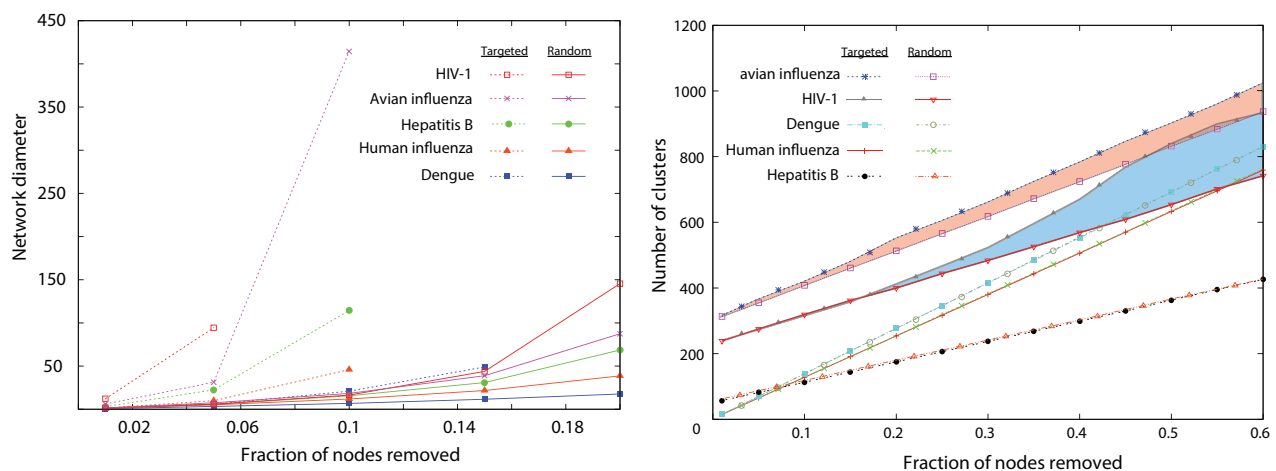 450
350
250
150
50
Network diameter
0.02
0.06
0.1
0.14
0.18
Fraction of nodes removed
Targeted Random
HIV-1
Avian influenza
Hepatitis B
Human influenza
Dengue
1200
1000
800
600
400
200
0
Number of clusters
0.1
0.2
0.3
0.4
0.5
0.6
Fraction of nodes removed
Targeted Random
avian influenza
HIV-1
Dengue
Human influenza
Hepatitis B